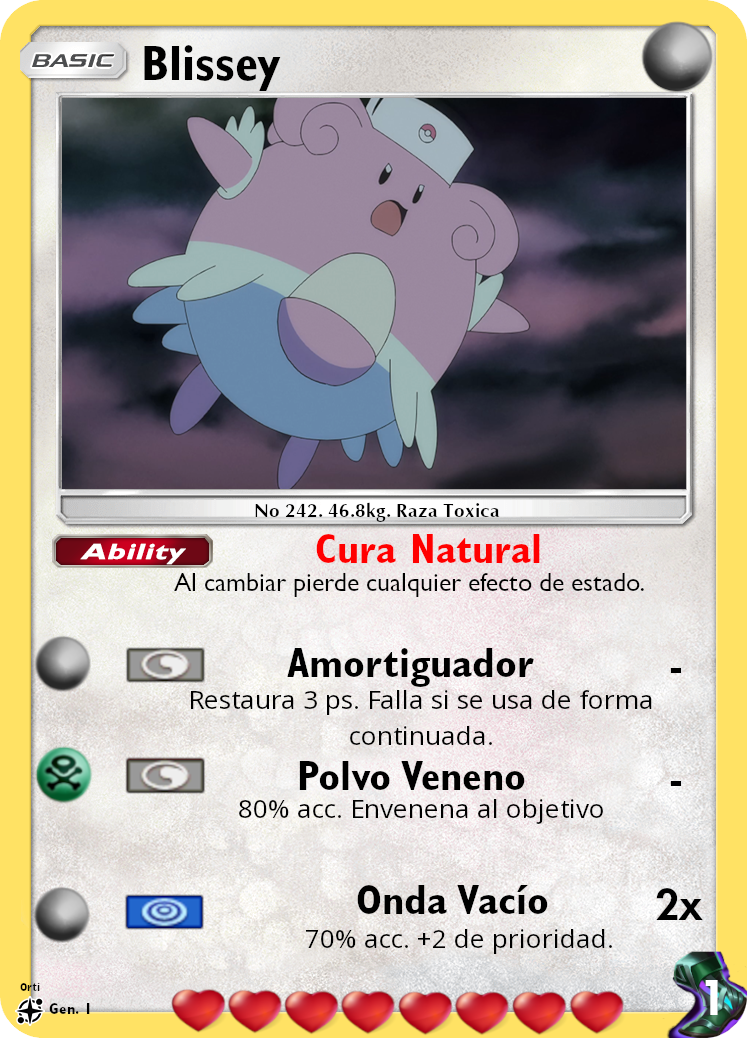 BASIC Blissey
No 242. 46.8kg. Raza Toxica
Ability Cura Natural
Al cambiar pierde cualquier efecto de estado.
Amortiguador -
Restaura 3 ps. Falla si se usa de forma
continuada.
Polvo Veneno -
80% acc. Envenena al objetivo
Onda Vacío 2x
70% acc. +2 de prioridad.
Orti
Gen. I
1